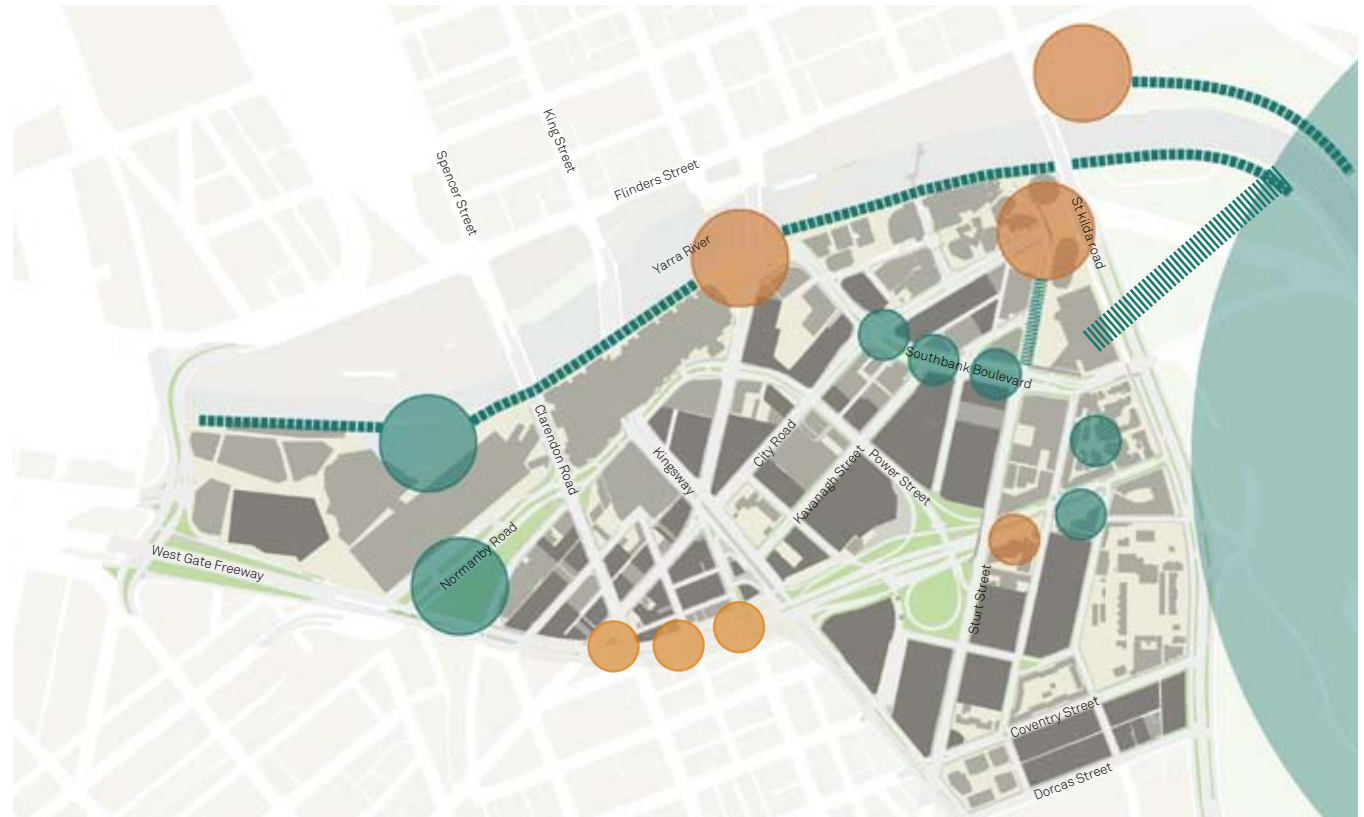 King Street
Spencer Street
Flinders Street
Yarra River
St kilda road
Southbank Boulevard
Clarendon Road
Kingsway
City Road
Kavanagh Street
Power Street
Normanby Road
West Gate Freeway
Sturt Street
Coventry Street
Dorcas Street